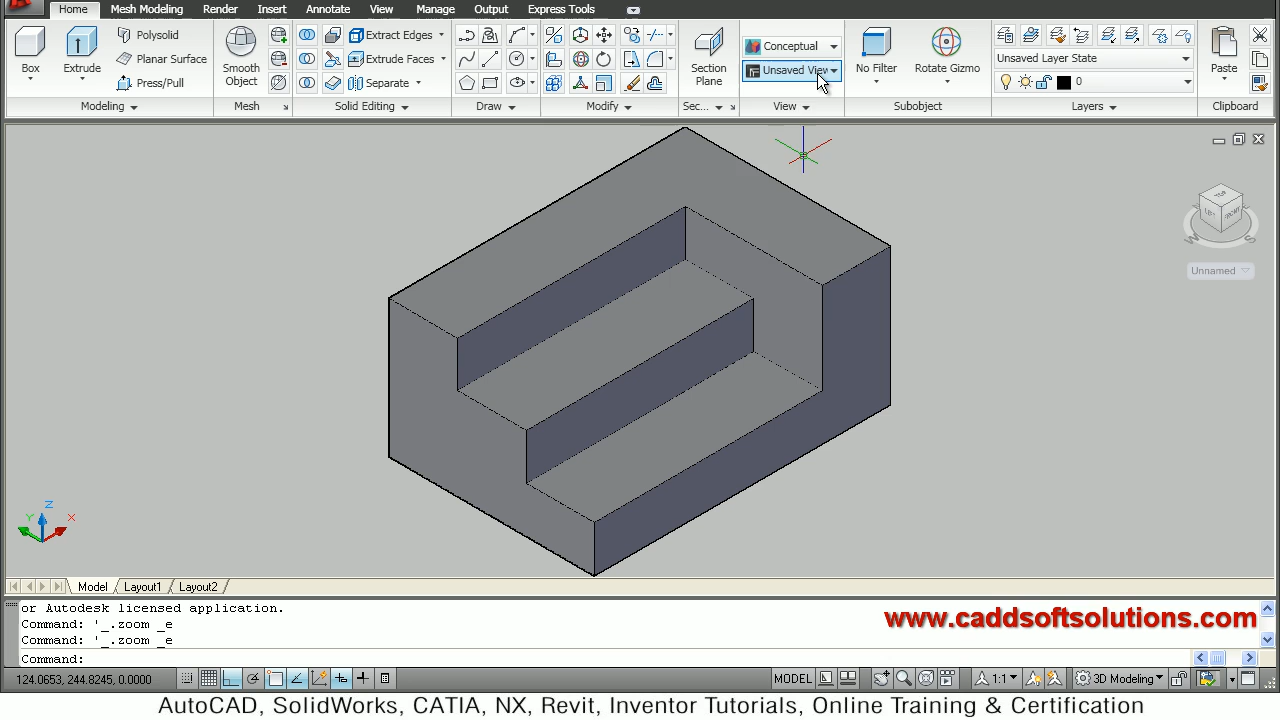 Home Mesh Modeling Render Insert Annotate View Manage Output Express Tools
Box
Extrude
Polysolid
Planar Surface
Press/Pull
Smooth
Object
Extract Edges
Extrude Faces
Separate
Section
Plane
Conceptual
Unsaved View
No Filter
Rotate Gizmo
Unsaved Layer State
0
Paste
Modeling
Mesh
Solid Editing
Draw
Modify
Sec...
View
Subobject
Layers
Clipboard
TOP
LEFT
FRONT
W
S
Unnamed
Z
Y
X
Model Layout1 Layout2
or Autodesk licensed application.
Command: '_.zoom _e
Command: '_.zoom _e
Command:
www.caddsoftsolutions.com
124.0653, 244.8245, 0.0000
MODEL
1:1
3D Modeling
AutoCAD, SolidWorks, CATIA, NX, Revit, Inventor Tutorials, Online Training & Certification